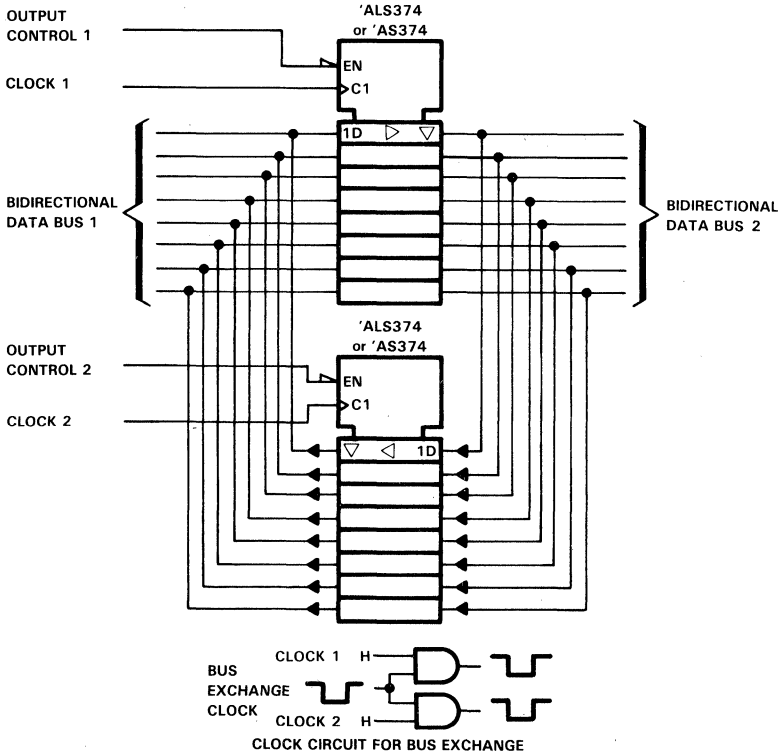 'ALS374
or 'AS374
OUTPUT
CONTROL 1
EN
CLOCK 1
C1
1D
BIDIRECTIONAL
DATA BUS 1
BIDIRECTIONAL
DATA BUS 2
'ALS374
or 'AS374
OUTPUT
CONTROL 2
EN
C1
CLOCK 2
1D
CLOCK 1 H
BUS
EXCHANGE
CLOCK
CLOCK 2 H
CLOCK CIRCUIT FOR BUS EXCHANGE